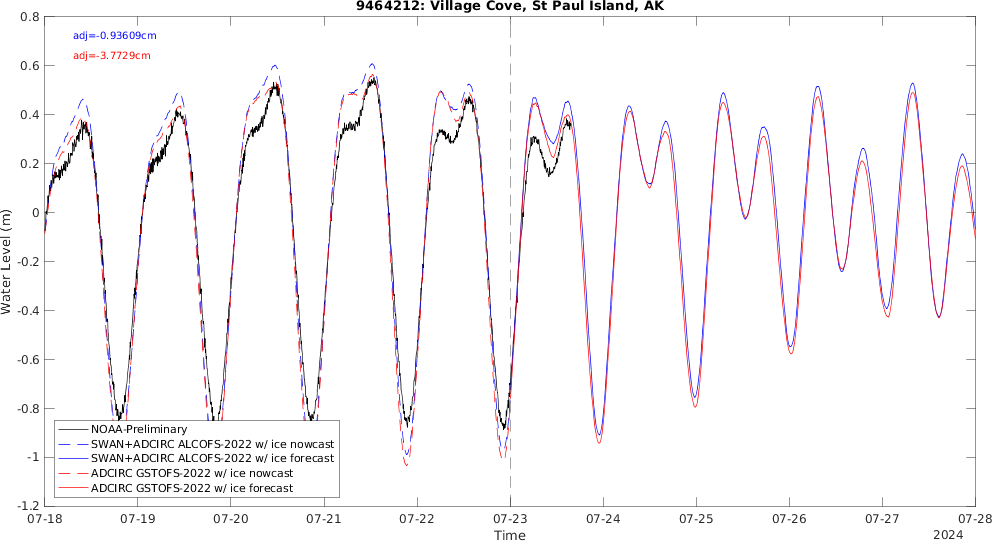 9464212: Village Cove, St Paul Island, AK
adj=-0.93609cm
adj=-3.7729cm
Water Level (m)
0.8
0.6
0.4
0.2
0
-0.2
-0.4
-0.6
-0.8
-1
-1.2
NOAA-Preliminary
SWAN+ADCIRC ALCOFS-2022 w/ ice nowcast
SWAN+ADCIRC ALCOFS-2022 w/ ice forecast
ADCIRC GSTOFS-2022 w/ ice nowcast
ADCIRC GSTOFS-2022 w/ ice forecast
07-18 07-19 07-20 07-21 07-22 07-23 07-24 07-25 07-26 07-27 07-28
Time
2024